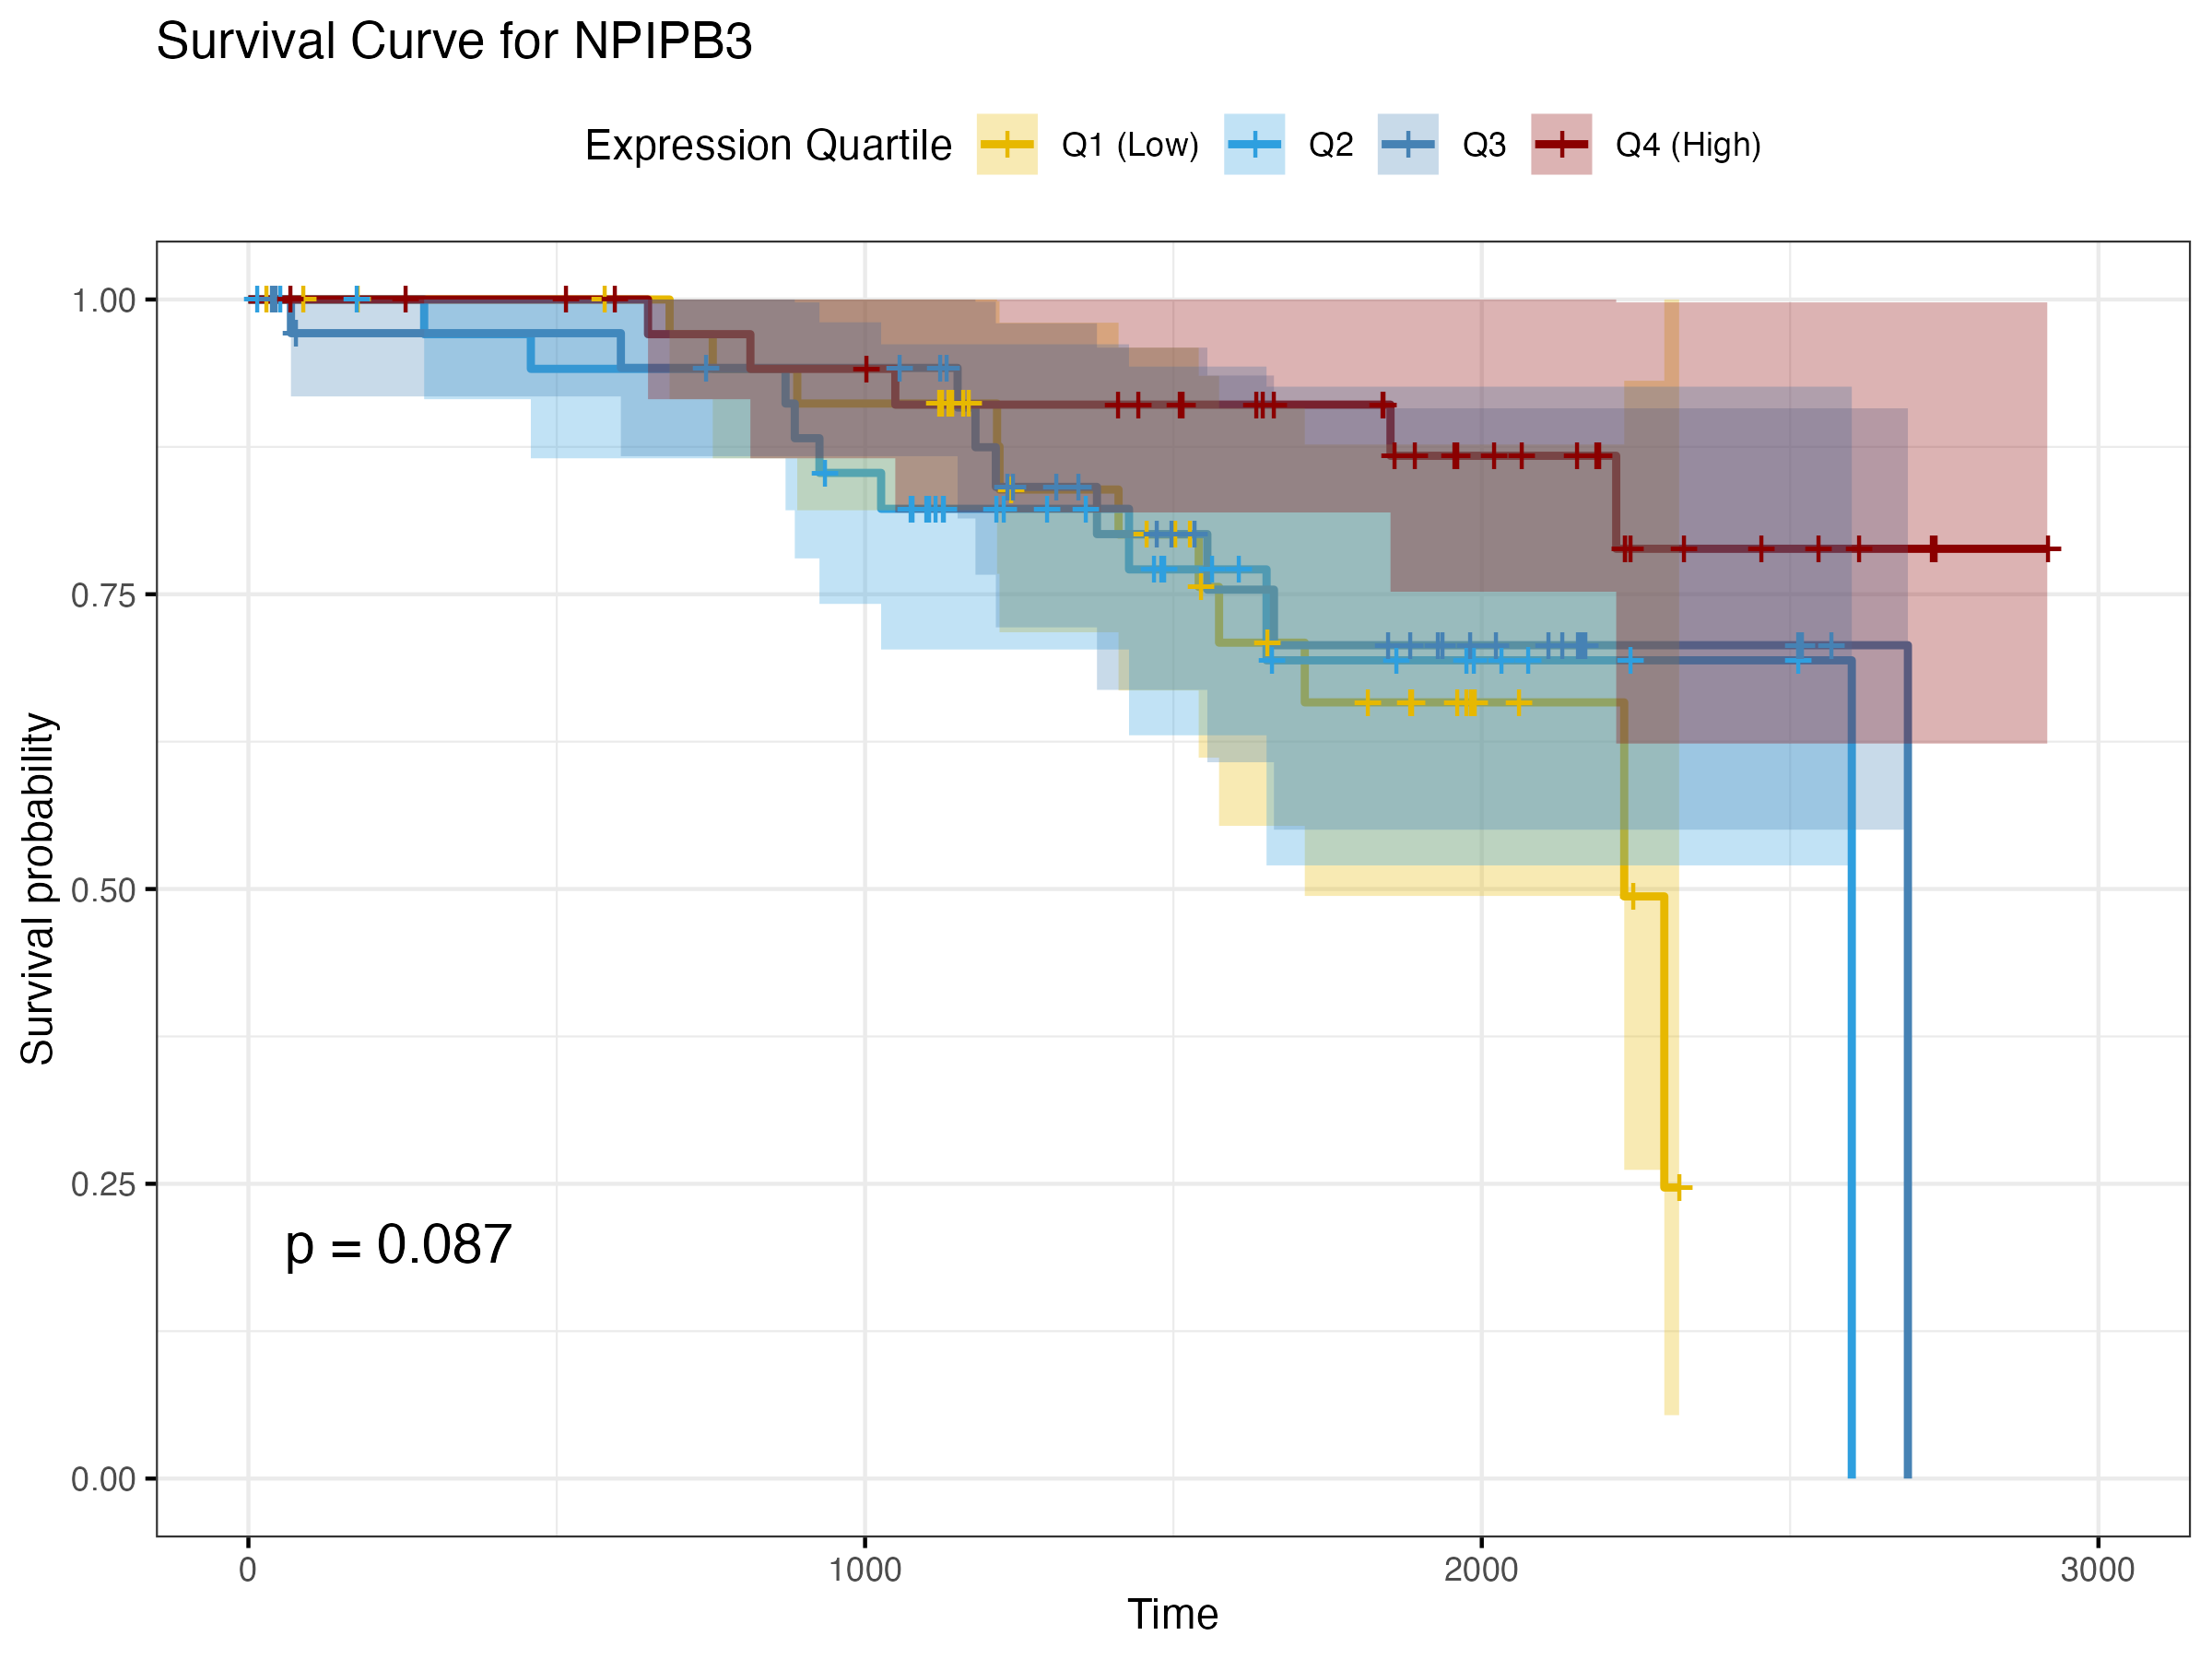 Survival Curve for NPIPB3
Expression Quartile Q1 (Low) Q2 Q3 Q4 (High)
1.00
0.75
0.50
0.25
0.00
Survival probability
p = 0.087
0 1000 2000 3000
Time